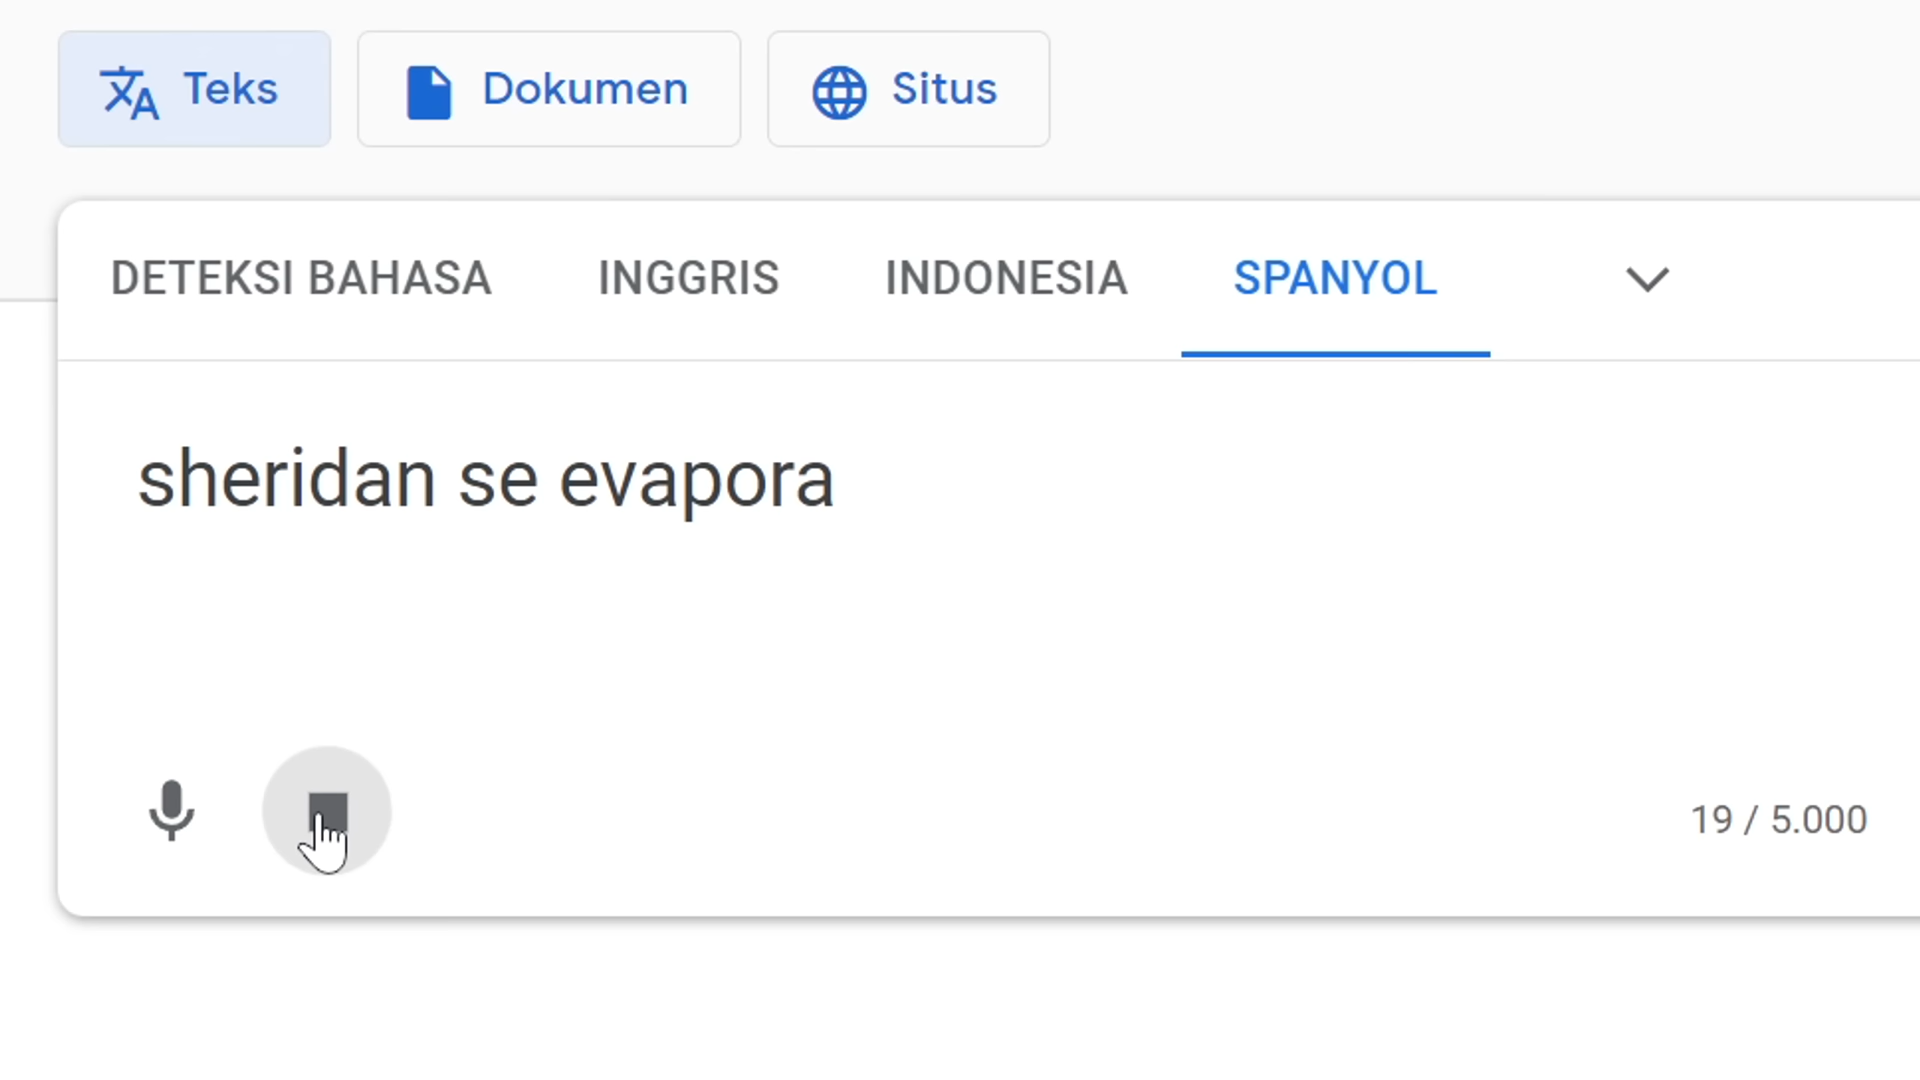 Teks Dokumen Situs
DETEKSI BAHASA INGGRIS INDONESIA SPANYOL
sheridan se evapora
19 / 5.000